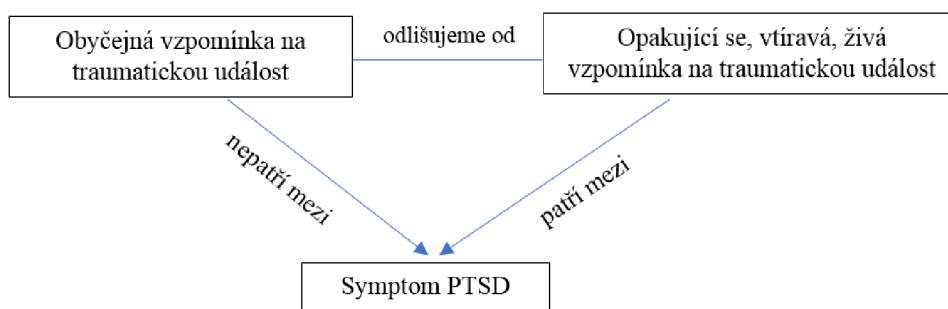 Obyčejná vzpomínka na
traumatickou událost
odlišujeme od
Opakující se, vtíravá, živá
vzpomínka na traumatickou událost
nepatří mezi
patří mezi
Symptom PTSD